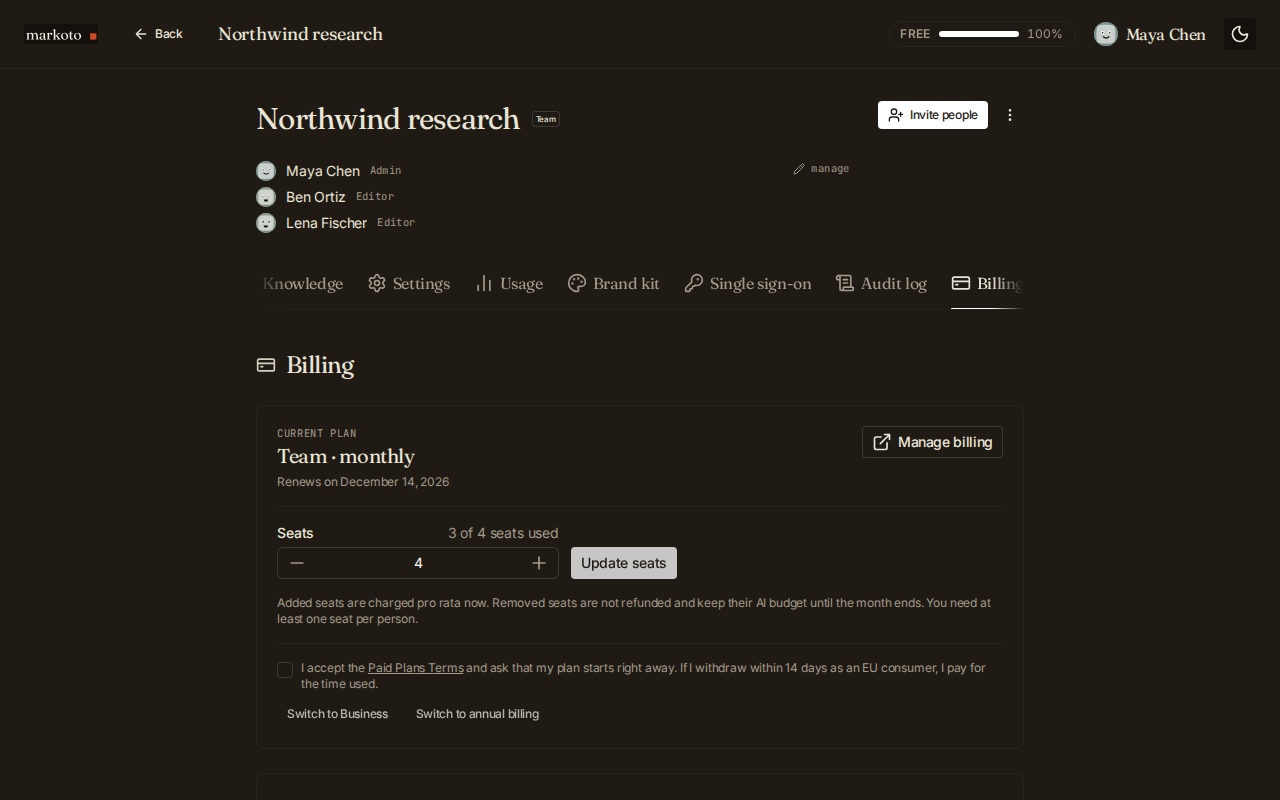 markoto
Back
Northwind research
FREE
100%
Maya Chen
Northwind research
Team
Invite people
Maya Chen Admin
manage
Ben Ortiz Editor
Lena Fischer Editor
Knowledge
Settings
Usage
Brand kit
Single sign-on
Audit log
Billing
Billing
CURRENT PLAN
Team · monthly
Renews on December 14, 2026
Manage billing
Seats
3 of 4 seats used
4
Update seats
Added seats are charged pro rata now. Removed seats are not refunded and keep their AI budget until the month ends. You need at
least one seat per person.
I accept the Paid Plans Terms and ask that my plan starts right away. If I withdraw within 14 days as an EU consumer, I pay for
the time used.
Switch to Business
Switch to annual billing